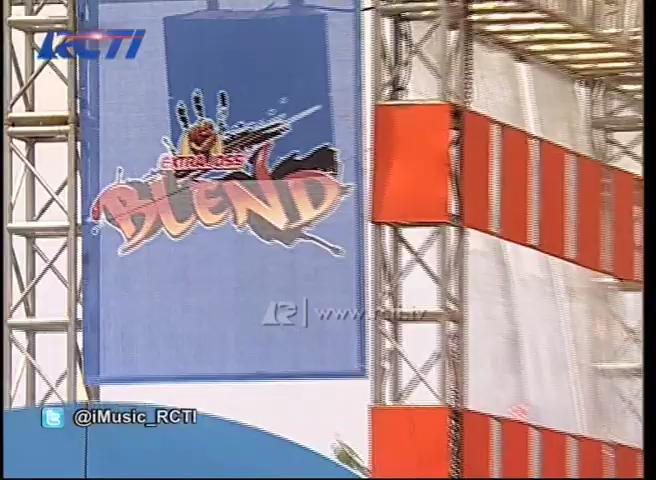 RCTI
EXTRA JOSS
BLEND
www.rcti.tv
@iMusic_RCTI